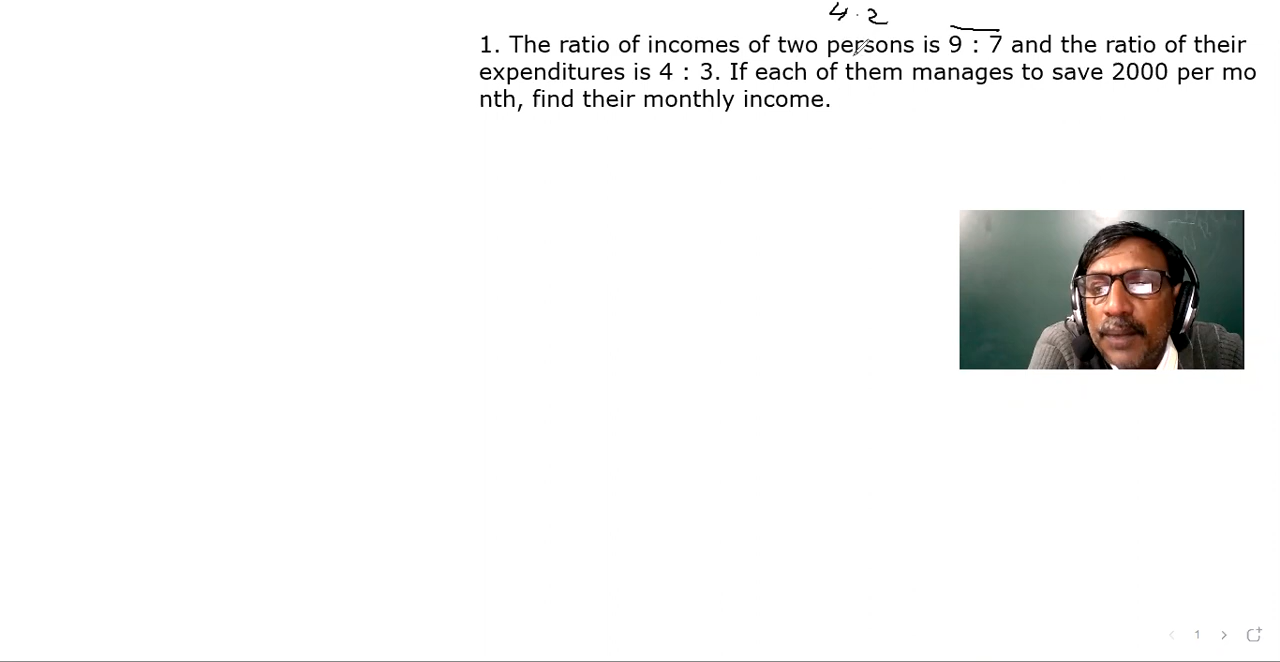 4.2
1. The ratio of incomes of two persons is 9 : 7 and the ratio of their
expenditures is 4 : 3. If each of them manages to save 2000 per mo
nth, find their monthly income.
1